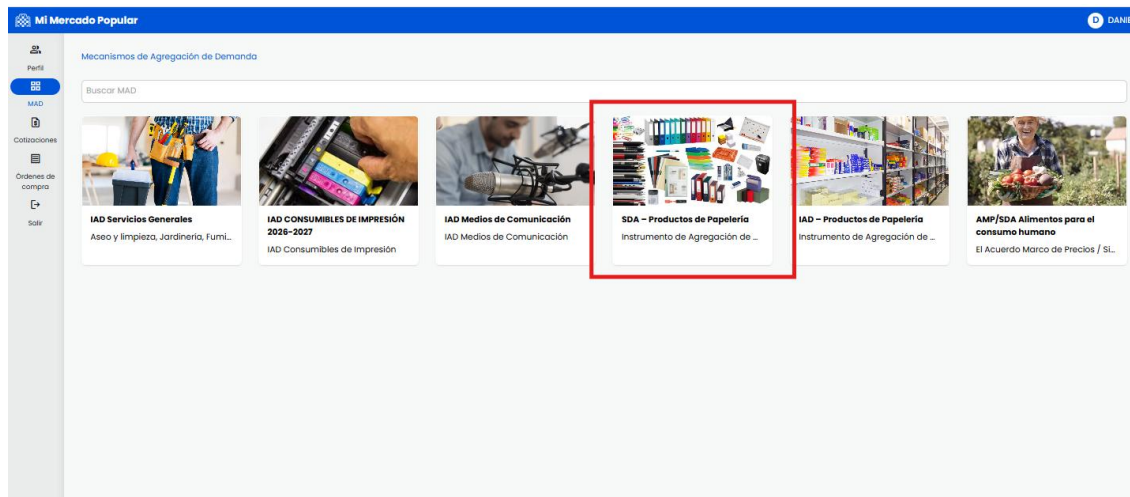 Mi Mercado Popular
D DANIE
Perfil
MAD
Cotizaciones
Órdenes de
compra
Salir
Mecanismos de Agregación de Demanda
Buscar MAD
IAD Servicios Generales
Aseo y limpieza, Jardinería, Fumi...
IAD CONSUMIBLES DE IMPRESIÓN
2026-2027
IAD Consumibles de Impresión
IAD Medios de Comunicación
IAD Medios de Comunicación
SDA – Productos de Papelería
Instrumento de Agregación de ...
IAD – Productos de Papelería
Instrumento de Agregación de ...
AMP/SDA Alimentos para el
consumo humano
El Acuerdo Marco de Precios / Si...